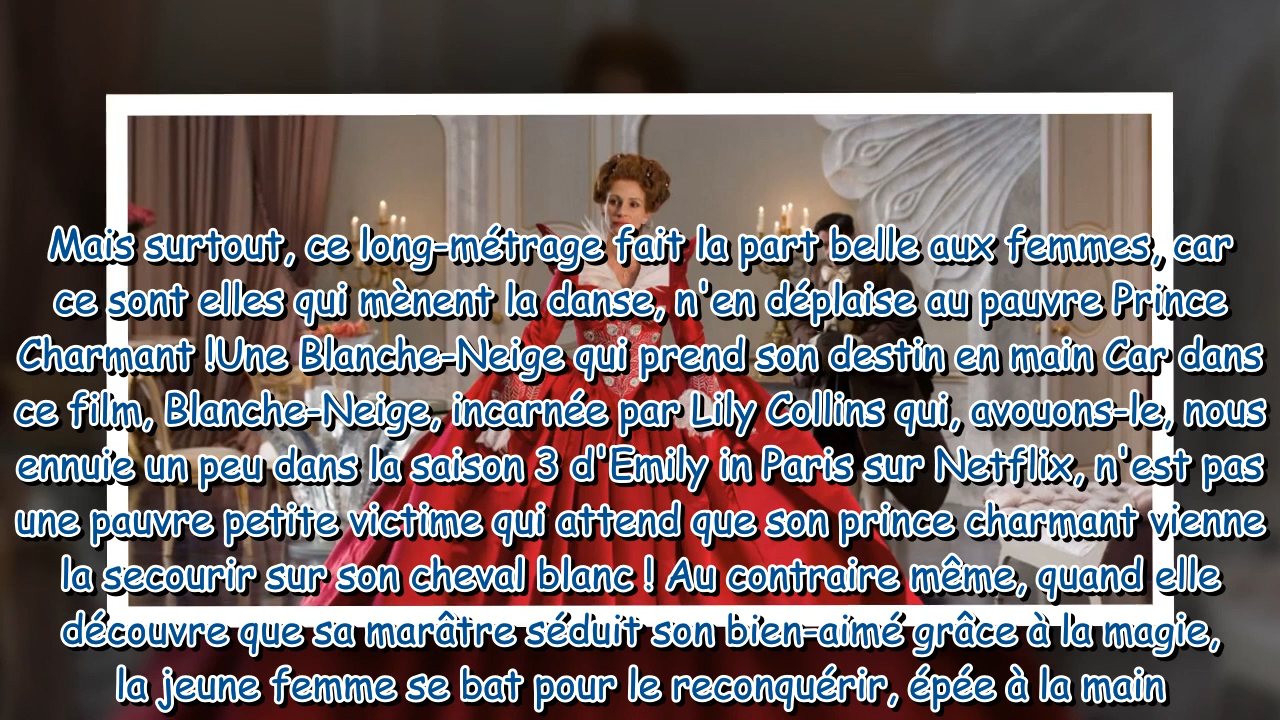 Mais surtout, ce long-métrage fait la part belle aux femmes, car
ce sont elles qui mènent la danse, n'en déplaise au pauvre Prince
Charmant !Une Blanche-Neige qui prend son destin en main Car dans
ce film, Blanche-Neige, incarnée par Lily Collins qui, avouons-le, nous
ennuie un peu dans la saison 3 d'Emily in Paris sur Netflix, n'est pas
une pauvre petite victime qui attend que son prince charmant vienne
la secourir sur son cheval blanc ! Au contraire même, quand elle
découvre que sa marâtre séduit son bien-aimé grâce à la magie,
la jeune femme se bat pour le reconquérir, épée à la main